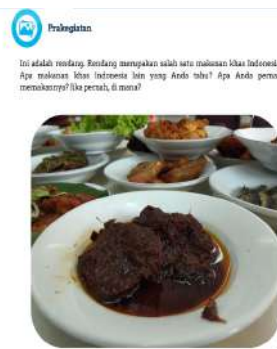 Prakegiatan
Ini adalah rendang. Rendang merupakan salah satu makanan khas Indonesi
Apa makanan khas Indonesia lain yang Anda tahu? Apa Anda perna
memakannya? Jika pernah, di mana?